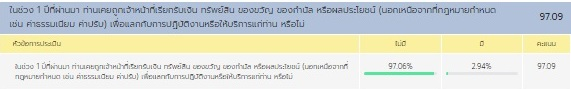 ในช่วง 1 ปีที่ผ่านมา ท่านเคยถูกเจ้าหน้าที่เรียกรับเงิน ทรัพย์สิน ของขวัญ ของกำนัล หรือผลประโยชน์ (นอกเหนือจากที่กฎหมายกำหนด
เช่น ค่าธรรมเนียม ค่าปรับ) เพื่อแลกกับการปฏิบัติงานหรือให้บริการแก่ท่าน หรือไม่
97.09
หัวข้อการประเมิน ไม่มี มี คะแนน
ในช่วง 1 ปีที่ผ่านมา ท่านเคยถูกเจ้าหน้าที่เรียกรับเงิน ทรัพย์สิน ของขวัญ ของกำนัล หรือผลประโยชน์ (นอกเหนือจากที่ 97.06% 2.94% 97.09
กฎหมายกำหนด เช่น ค่าธรรมเนียม ค่าปรับ) เพื่อแลกกับการปฏิบัติงานหรือให้บริการแก่ท่าน หรือไม่